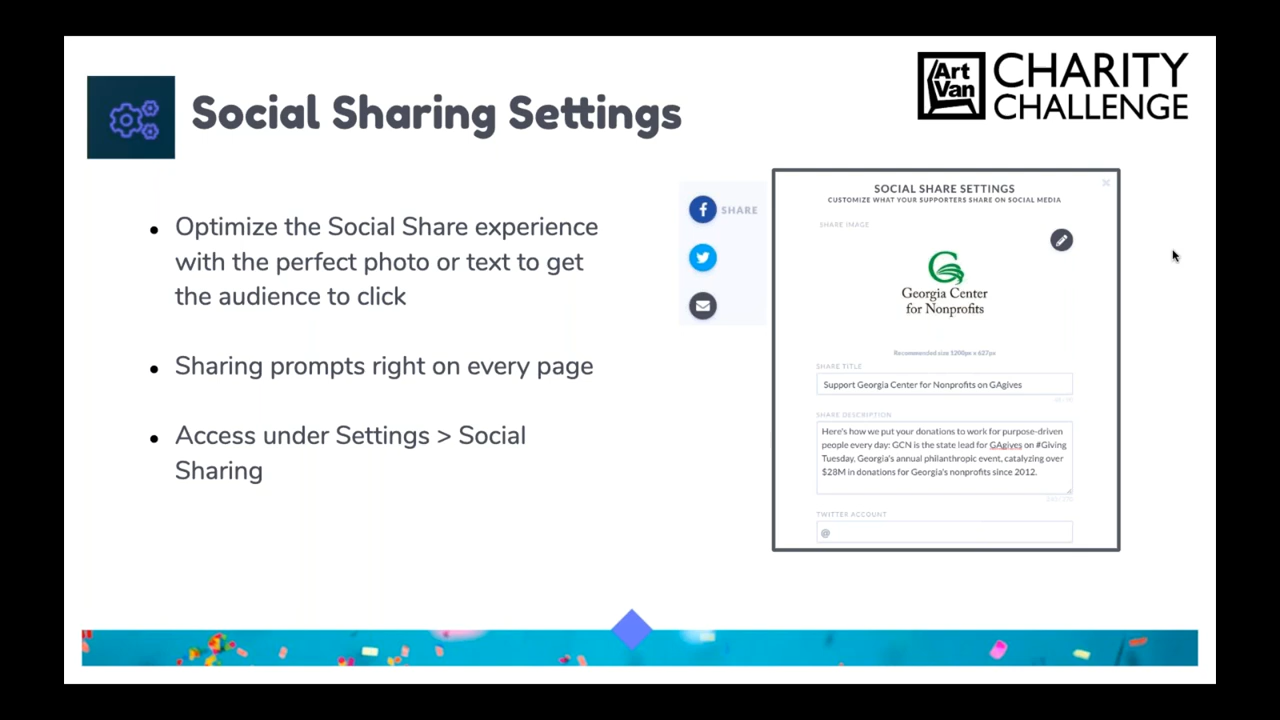 Art
Van
CHARITY
CHALLENGE
Social Sharing Settings
Optimize the Social Share experience
with the perfect photo or text to get
the audience to click
Sharing prompts right on every page
Access under Settings > Social
Sharing
SHARE
SOCIAL SHARE SETTINGS
CUSTOMIZE WHAT YOUR SUPPORTERS SHARE ON SOCIAL MEDIA
SHARE IMAGE
Georgia Center
for Nonprofits
Recommended size 1200px x 627px
SHARE TITLE
Support Georgia Center for Nonprofits on GAgives
SHARE DESCRIPTION
Here's how we put your donations to work for purpose-driven
people every day: GCN is the state lead for GAgives on #Giving
Tuesday, Georgia's annual philanthropic event, catalyzing over
$28M in donations for Georgia's nonprofits since 2012.
TWITTER ACCOUNT
@